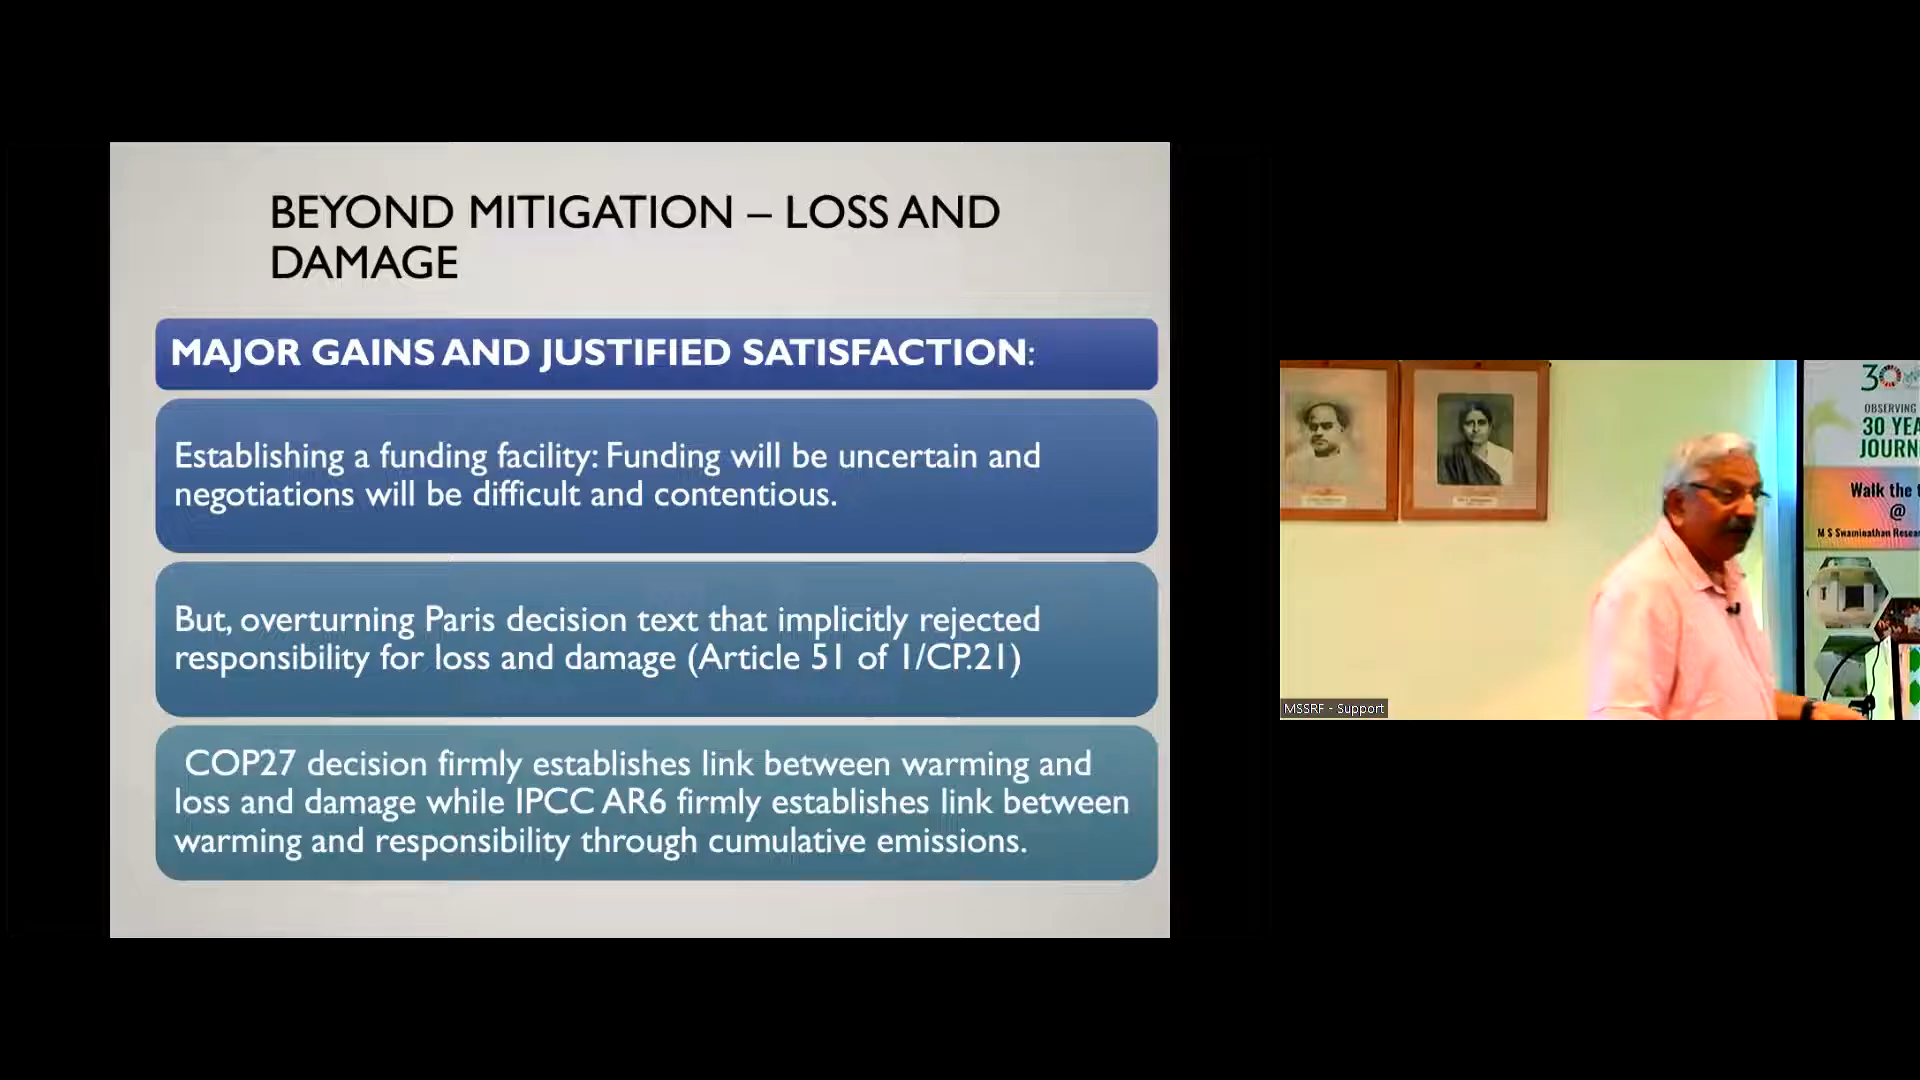 BEYOND MITIGATION – LOSS AND
DAMAGE
MAJOR GAINS AND JUSTIFIED SATISFACTION:
Establishing a funding facility: Funding will be uncertain and
negotiations will be difficult and contentious.
But, overturning Paris decision text that implicitly rejected
responsibility for loss and damage (Article 51 of 1/CP.21)
COP27 decision firmly establishes link between warming and
loss and damage while IPCC AR6 firmly establishes link between
warming and responsibility through cumulative emissions.
30
OBSERVING
30 YEA
JOURN
Walk the t
@
M S Swaminathan Resear
MSSRF - Support